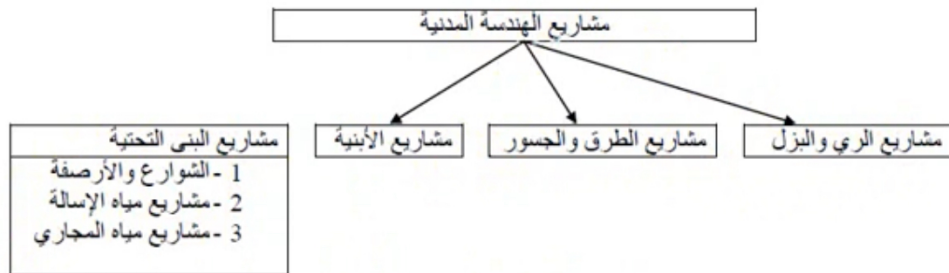 مشاريع الهندسة المدنية
مشاريع الري والبزل
مشاريع الطرق والجسور
مشاريع الأبنية
مشاريع البنى التحتية
1 - الشوارع والأرصفة
2 - مشاريع مياه الإسالة
3 - مشاريع مياه المجاري